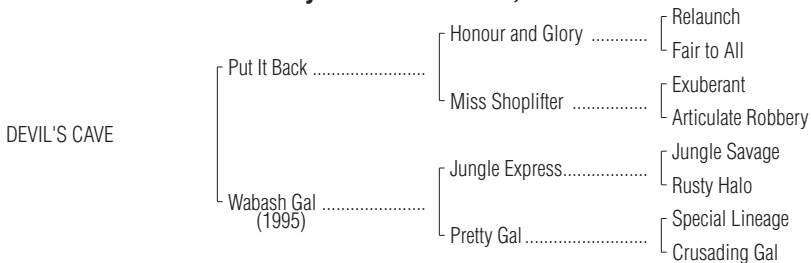 Relaunch
Honour and Glory ............
Fair to All
Put It Back ........................
Exuberant
Miss Shoplifter ................
Articulate Robbery
DEVIL'S CAVE
Jungle Savage
Jungle Express..................
Rusty Halo
Wabash Gal ......................
(1995)
Special Lineage
Pretty Gal ..........................
Crusading Gal